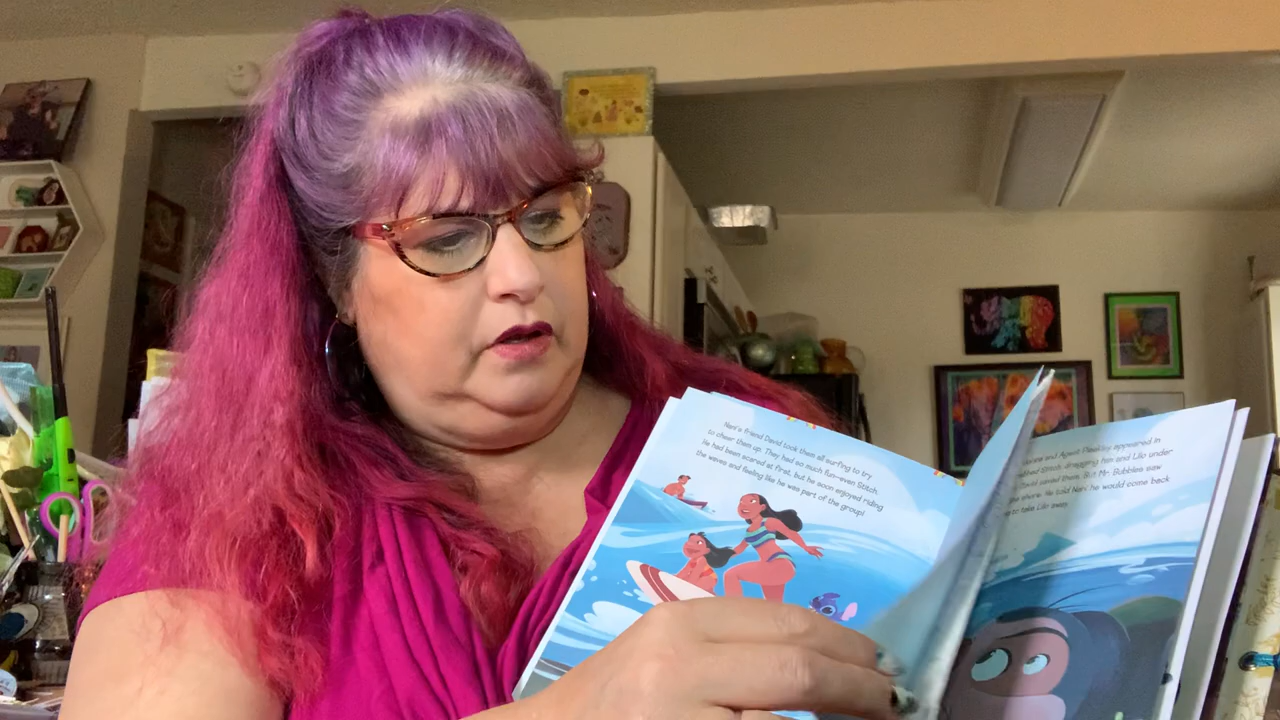 Nani's friend David took them all surfing to try
to cheer them up. They had so much fun—even Stitch.
He had been scared at first, but he soon enjoyed riding
the waves and feeling like he was part of the group!
and Agent Pleakley appeared in
Stitch, dragging him and Lilo under
saved them. But Mr. Bubbles saw
shore. He told Nani he would come back
to take Lilo away.